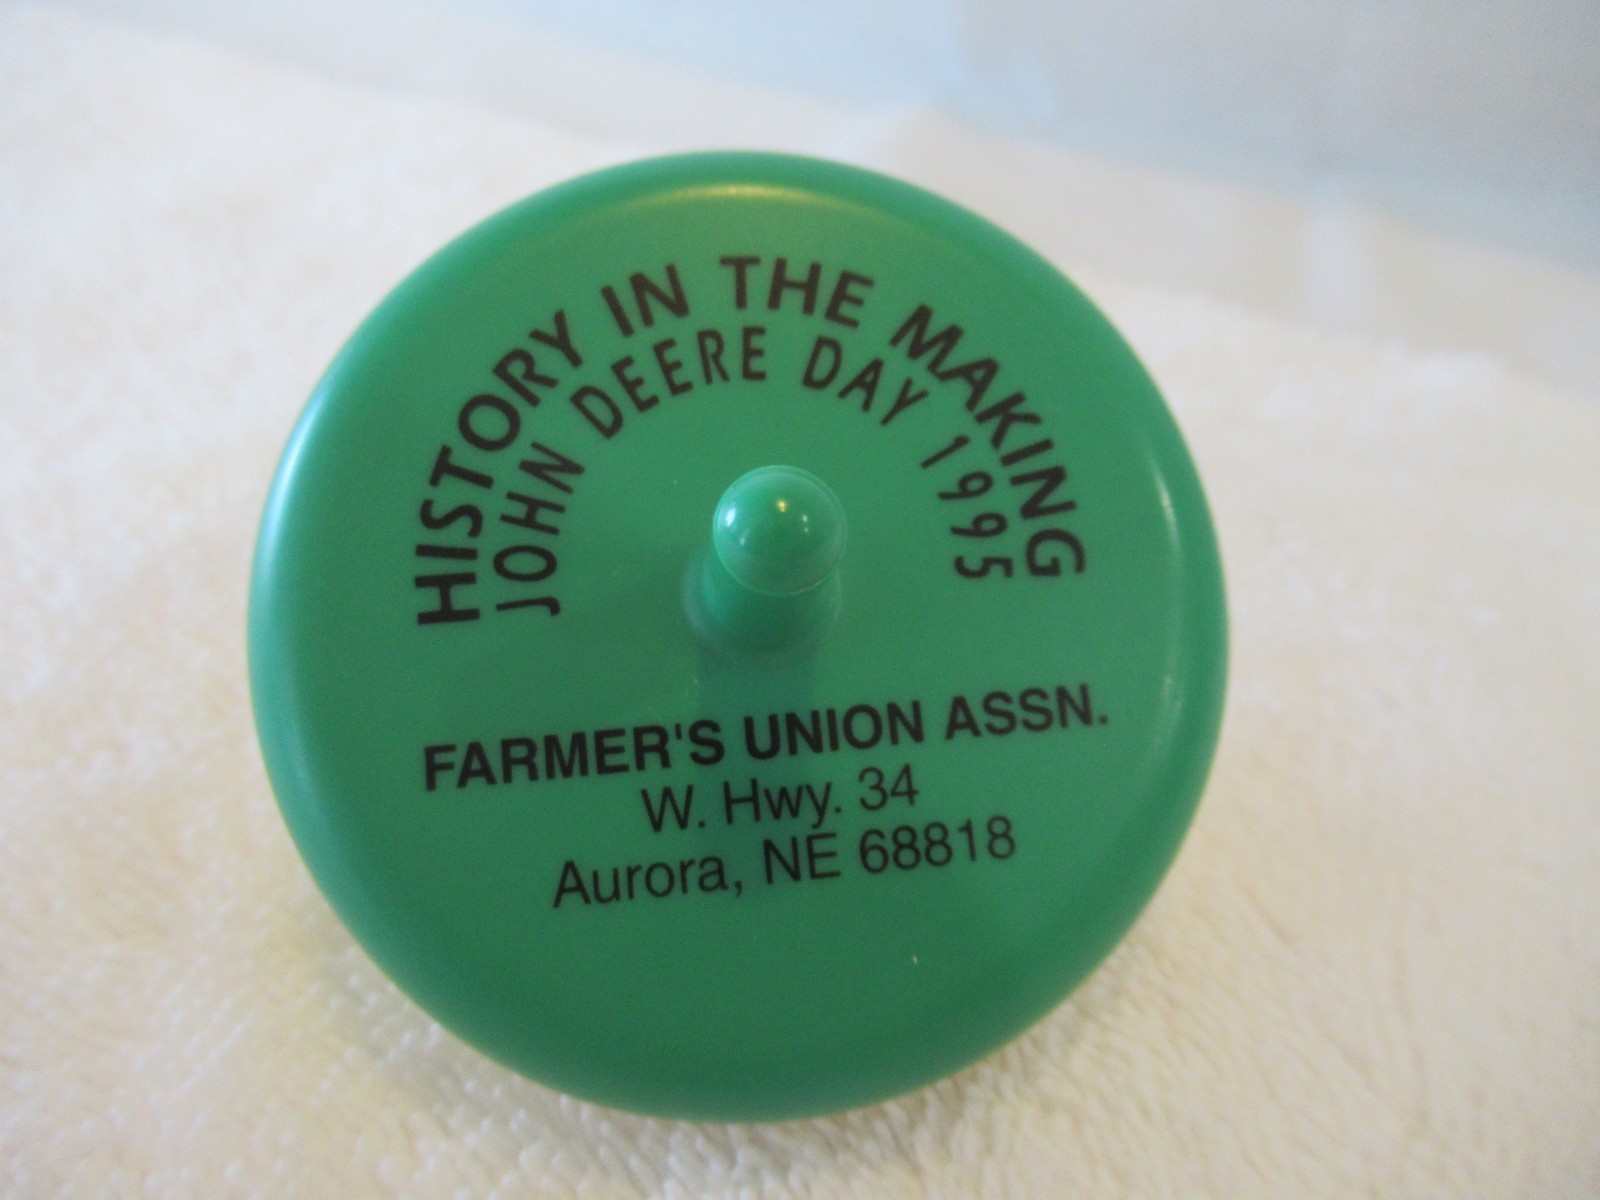 HISTORY IN THE MAKING
JOHN DEERE DAY 1995
FARMER'S UNION ASSN.
W. Hwy. 34
Aurora, NE 68818